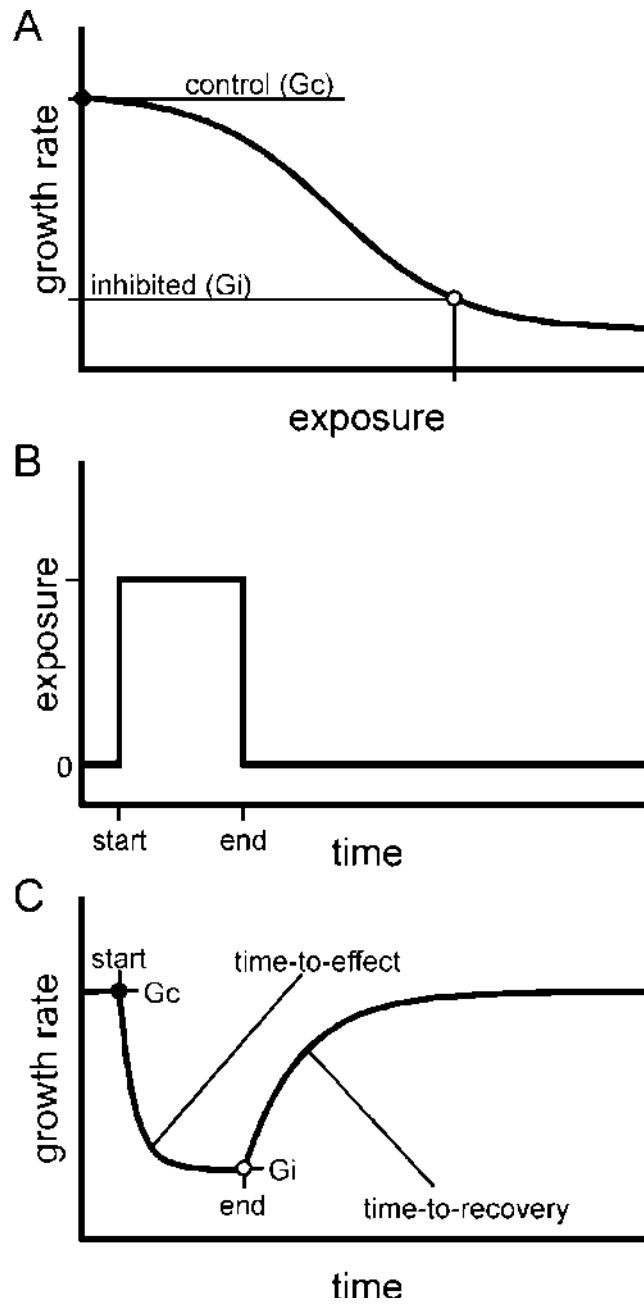 A
control (Gc)
growth rate
inhibited (Gi)
exposure
B
exposure
0
start
end
time
C
start
time-to-effect
Gc
growth rate
Gi
end
time-to-recovery
time